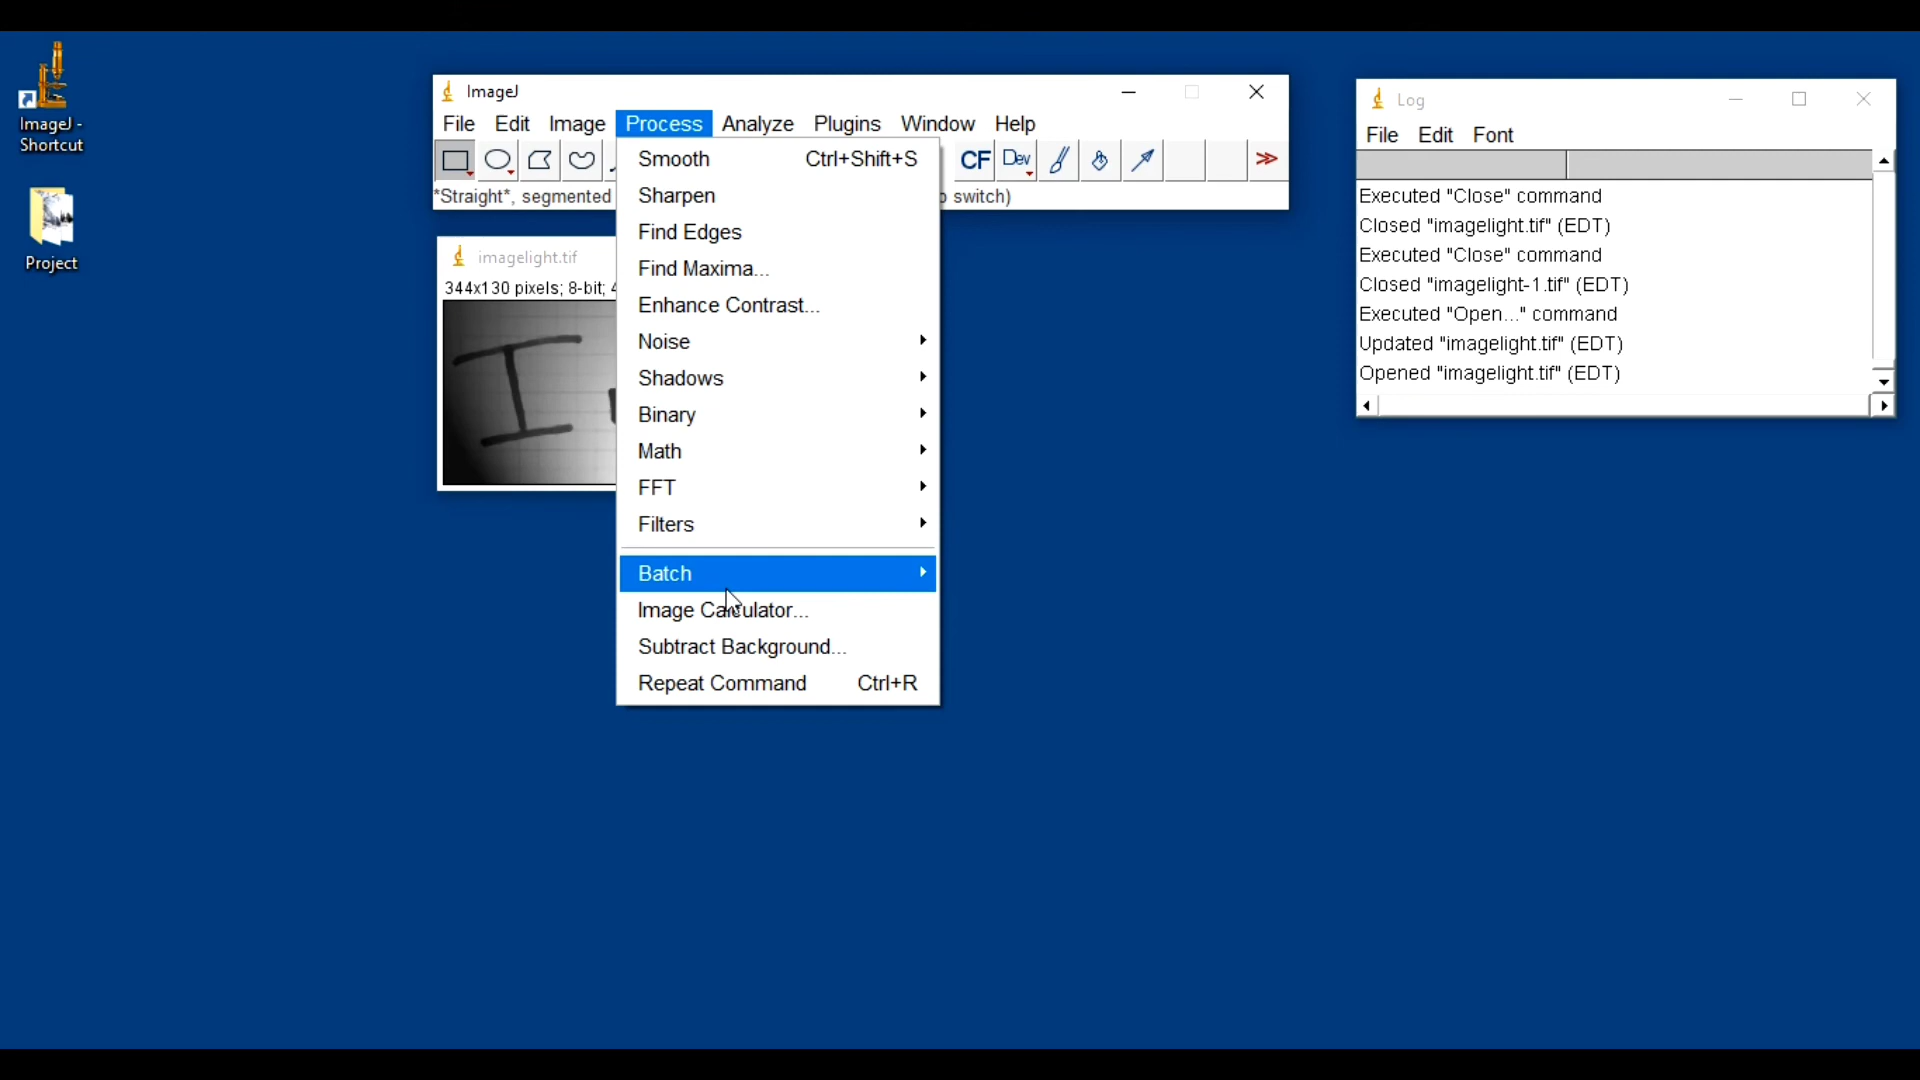 ImageJ -
Shortcut
Project
ImageJ
File Edit Image Process Analyze Plugins Window Help
CF Dev
*Straight*, segmented
switch)
imagelight.tif
344x130 pixels; 8-bit;
I
Smooth Ctrl+Shift+S
Sharpen
Find Edges
Find Maxima...
Enhance Contrast...
Noise
Shadows
Binary
Math
FFT
Filters
Batch
Image Calculator...
Subtract Background...
Repeat Command Ctrl+R
Log
File Edit Font
Executed "Close" command
Closed "imagelight.tif" (EDT)
Executed "Close" command
Closed "imagelight-1.tif" (EDT)
Executed "Open..." command
Updated "imagelight.tif" (EDT)
Opened "imagelight.tif" (EDT)